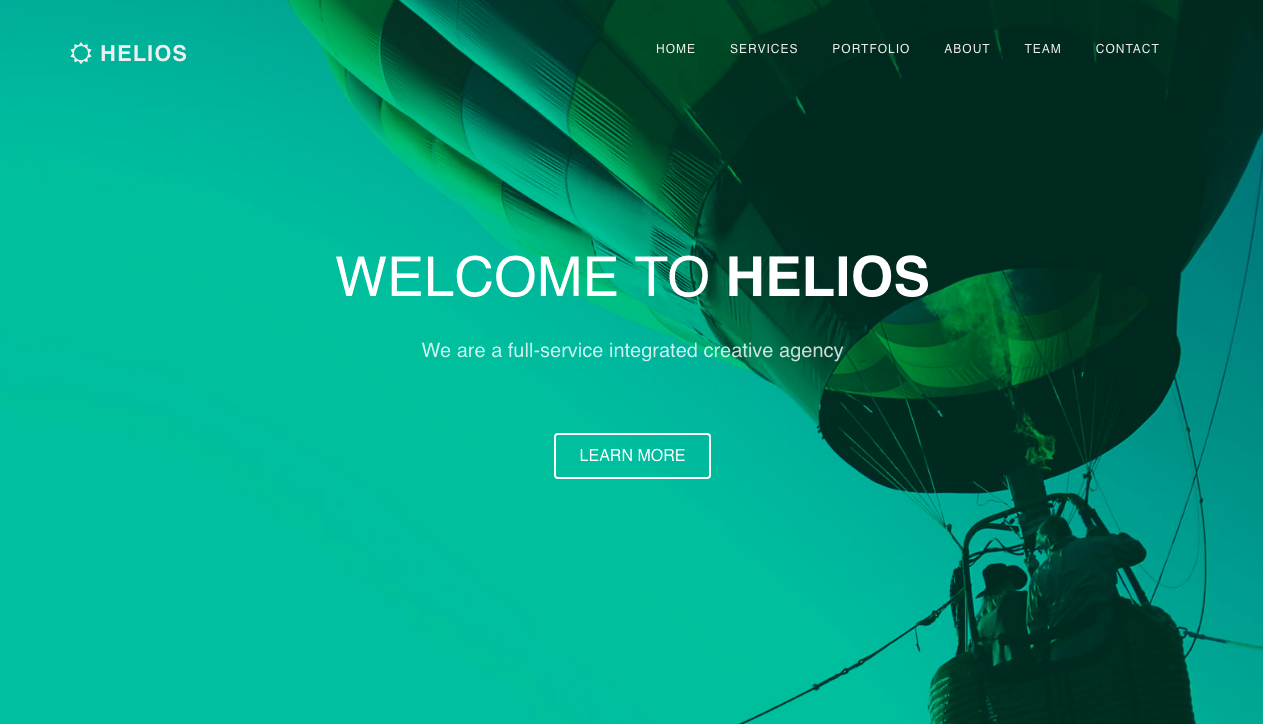 HELIOS
HOME SERVICES PORTFOLIO ABOUT TEAM CONTACT
WELCOME TO HELIOS
We are a full-service integrated creative agency
LEARN MORE